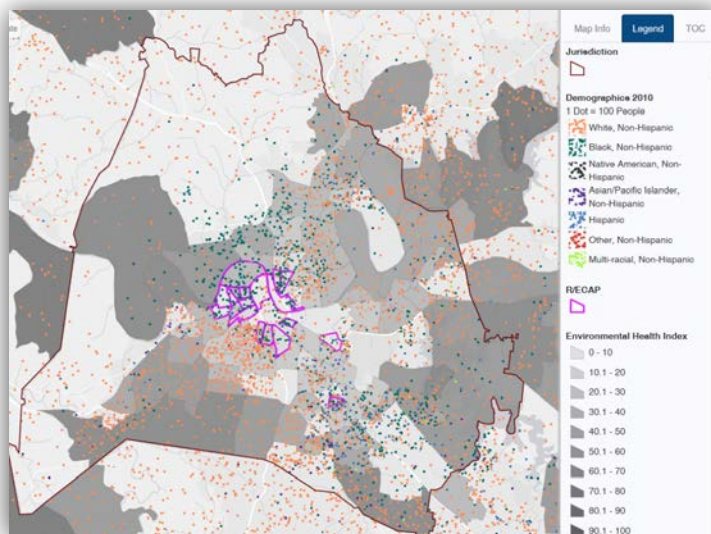 Map Info Legend TOC
Jurisdiction
Demographics 2010
1 Dot = 100 People
White, Non-Hispanic
Black, Non-Hispanic
Native American, Non-
Hispanic
Asian/Pacific Islander,
Non-Hispanic
Hispanic
Other, Non-Hispanic
Multi-racial, Non-Hispanic
R/ECAP
Environmental Health Index
0 - 10
10.1 - 20
20.1 - 30
30.1 - 40
40.1 - 50
50.1 - 60
60.1 - 70
70.1 - 80
80.1 - 90
90.1 - 100